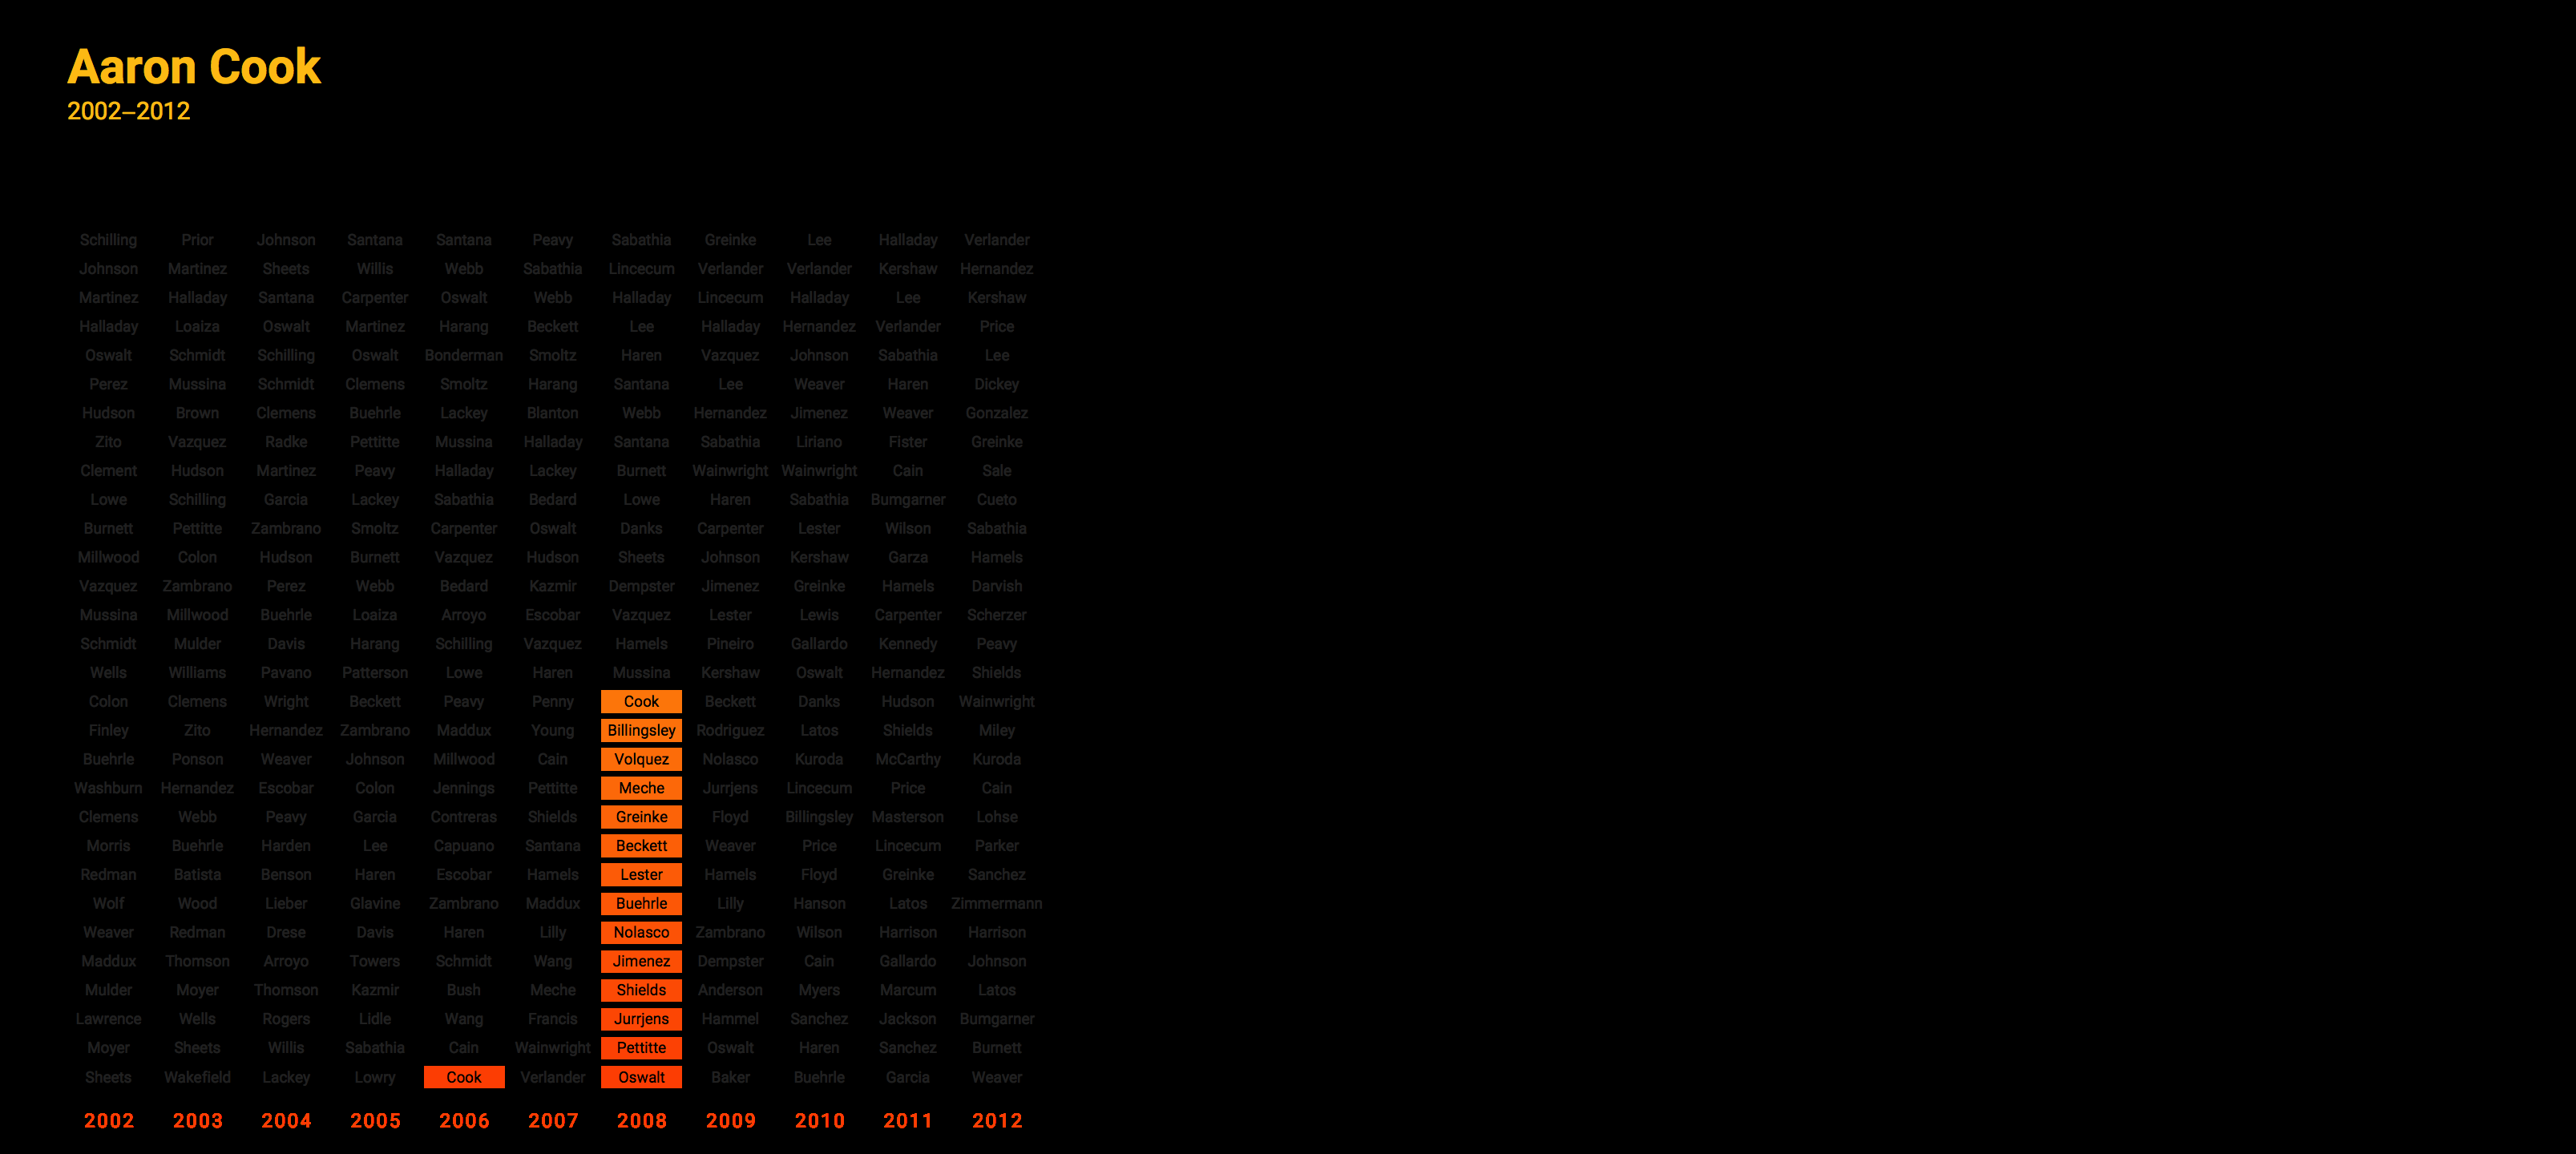 Aaron Cook
2002–2012
Schilling Prior Johnson Santana Santana Peavy Sabathia Greinke Lee Halladay Verlander
Johnson Martinez Sheets Willis Webb Sabathia Lincecum Verlander Verlander Kershaw Hernandez
Martinez Halladay Santana Carpenter Oswalt Webb Halladay Lincecum Halladay Lee Kershaw
Halladay Loaiza Oswalt Martinez Harang Beckett Lee Halladay Hernandez Verlander Price
Oswalt Schmidt Schilling Oswalt Bonderman Smoltz Haren Vazquez Johnson Sabathia Lee
Perez Mussina Schmidt Clemens Smoltz Harang Santana Lee Weaver Haren Dickey
Hudson Brown Clemens Buehrle Lackey Blanton Webb Hernandez Jimenez Weaver Gonzalez
Zito Vazquez Radke Pettitte Mussina Halladay Santana Sabathia Liriano Fister Greinke
Clement Hudson Martinez Peavy Halladay Lackey Burnett Wainwright Wainwright Cain Sale
Lowe Schilling Garcia Lackey Sabathia Bedard Lowe Haren Sabathia Bumgarner Cueto
Burnett Pettitte Zambrano Smoltz Carpenter Oswalt Danks Carpenter Lester Wilson Sabathia
Millwood Colon Hudson Burnett Vazquez Hudson Sheets Johnson Kershaw Garza Hamels
Vazquez Zambrano Perez Webb Bedard Kazmir Dempster Jimenez Greinke Hamels Darvish
Mussina Millwood Buehrle Loaiza Arroyo Escobar Vazquez Lester Lewis Carpenter Scherzer
Schmidt Mulder Davis Harang Schilling Vazquez Hamels Pineiro Gallardo Kennedy Peavy
Wells Williams Pavano Patterson Lowe Haren Mussina Kershaw Oswalt Hernandez Shields
Colon Clemens Wright Beckett Peavy Penny Cook Beckett Danks Hudson Wainwright
Finley Zito Hernandez Zambrano Maddux Young Billingsley Rodriguez Latos Shields Miley
Buehrle Ponson Weaver Johnson Millwood Cain Volquez Nolasco Kuroda McCarthy Kuroda
Washburn Hernandez Escobar Colon Jennings Pettitte Meche Jurrjens Lincecum Price Cain
Clemens Webb Peavy Garcia Contreras Shields Greinke Floyd Billingsley Masterson Lohse
Morris Buehrle Harden Lee Capuano Santana Beckett Weaver Price Lincecum Parker
Redman Batista Benson Haren Escobar Hamels Lester Hamels Floyd Greinke Sanchez
Wolf Wood Lieber Glavine Zambrano Maddux Buehrle Lilly Hanson Latos Zimmermann
Weaver Redman Drese Davis Haren Lilly Nolasco Zambrano Wilson Harrison Harrison
Maddux Thomson Arroyo Towers Schmidt Wang Jimenez Dempster Cain Gallardo Johnson
Mulder Moyer Thomson Kazmir Bush Meche Shields Anderson Myers Marcum Latos
Lawrence Wells Rogers Lidle Wang Francis Jurrjens Hammel Sanchez Jackson Bumgarner
Moyer Sheets Willis Sabathia Cain Wainwright Pettitte Oswalt Haren Sanchez Burnett
Sheets Wakefield Lackey Lowry Cook Verlander Oswalt Baker Buehrle Garcia Weaver
2002 2003 2004 2005 2006 2007 2008 2009 2010 2011 2012